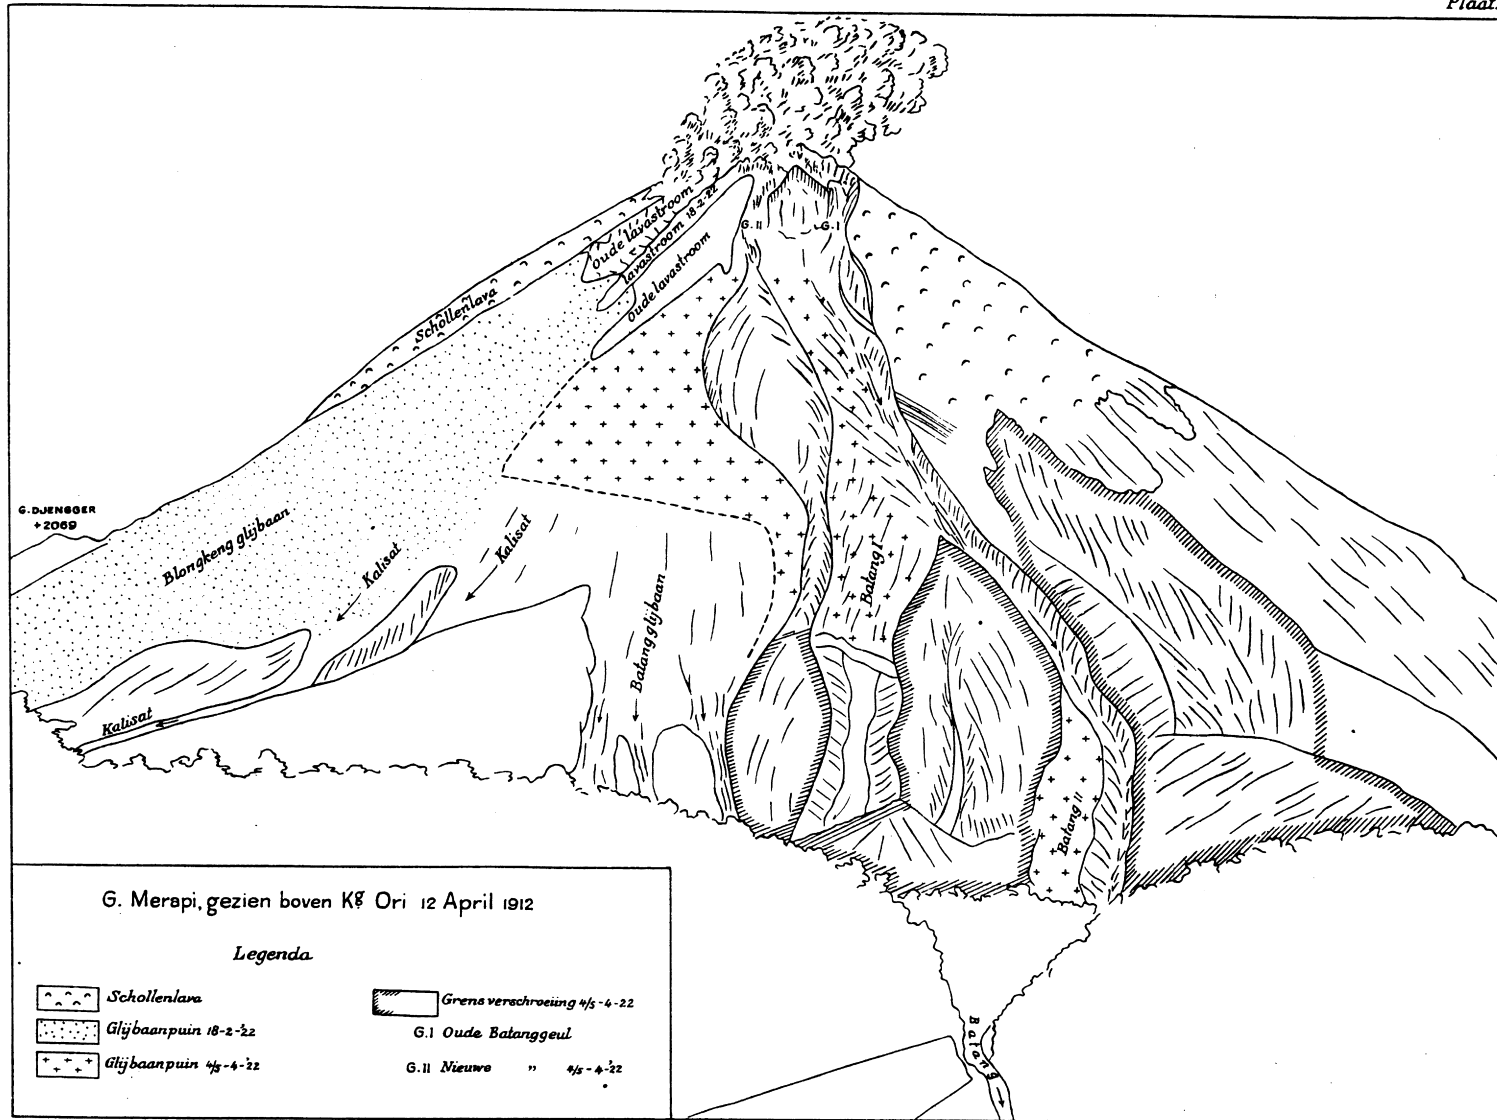 Plaat.
Oude lavastroom
lavastroom 18-2-22
Oude lavastroom
G.II
G.I
Schollenlava
G. DJENGGER
+2069
Blongkeng glijbaan
Kalisat
Kalisat
Batang glijbaan
Batang I
Kalisat
Batang II
G. Merapi, gezien boven Kg Ori 12 April 1912
Legenda
Schollenlava
Glijbaanpuin 18-2-'22
Glijbaanpuin 4/5-4-'22
Grens verschroeiing 4/5-4-22
G.I Oude Batanggeul
G.II Nieuwe " 4/5-4-'22
Batang